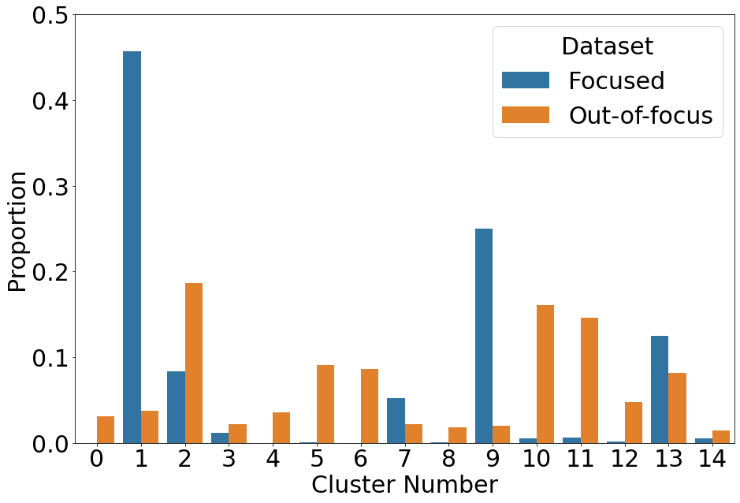 0.5
0.4
0.3
0.2
0.1
0.0
Proportion
Dataset
Focused
Out-of-focus
0 1 2 3 4 5 6 7 8 9 10 11 12 13 14
Cluster Number